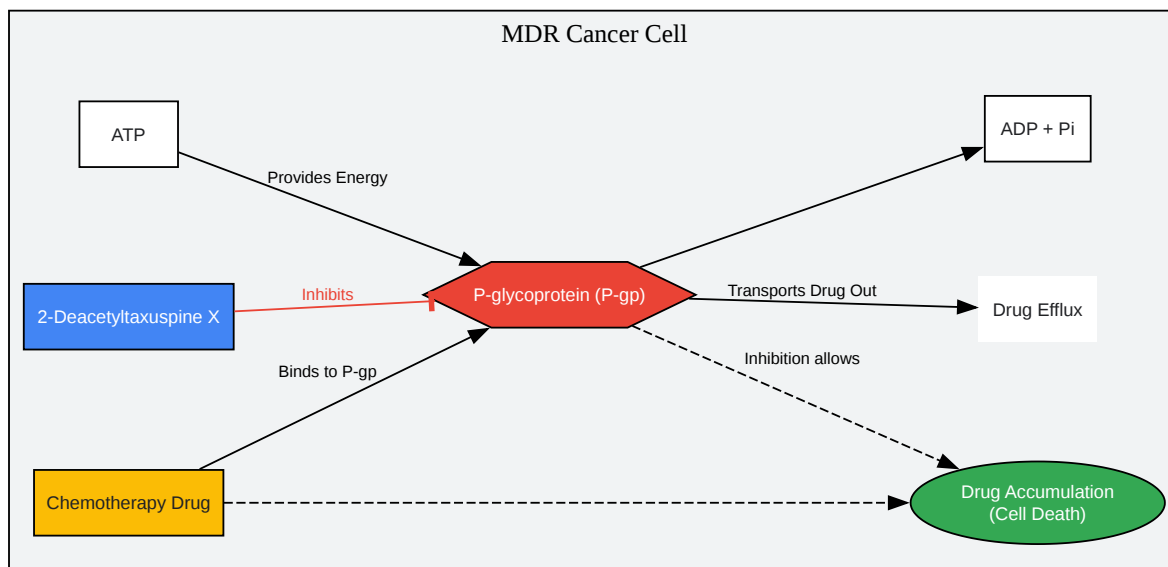 MDR Cancer Cell
ATP
ADP + Pi
Provides Energy
2-Deacetyltaxuspine X
Inhibits
P-glycoprotein (P-gp)
Transports Drug Out
Drug Efflux
Binds to P-gp
Inhibition allows
Chemotherapy Drug
Drug Accumulation
(Cell Death)